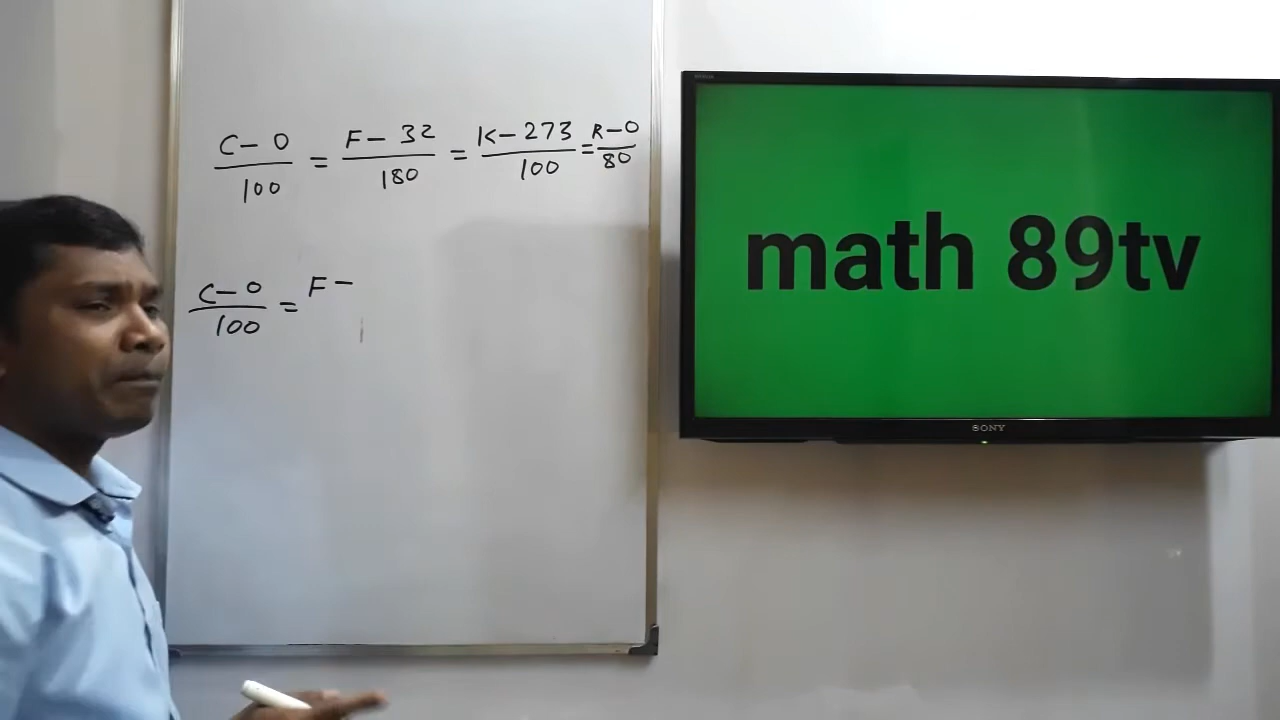 C - 0 / 100 = F - 32 / 180 = K - 273 / 100 = R - 0 / 80
C - 0 / 100 = F -
math 89tv
SONY